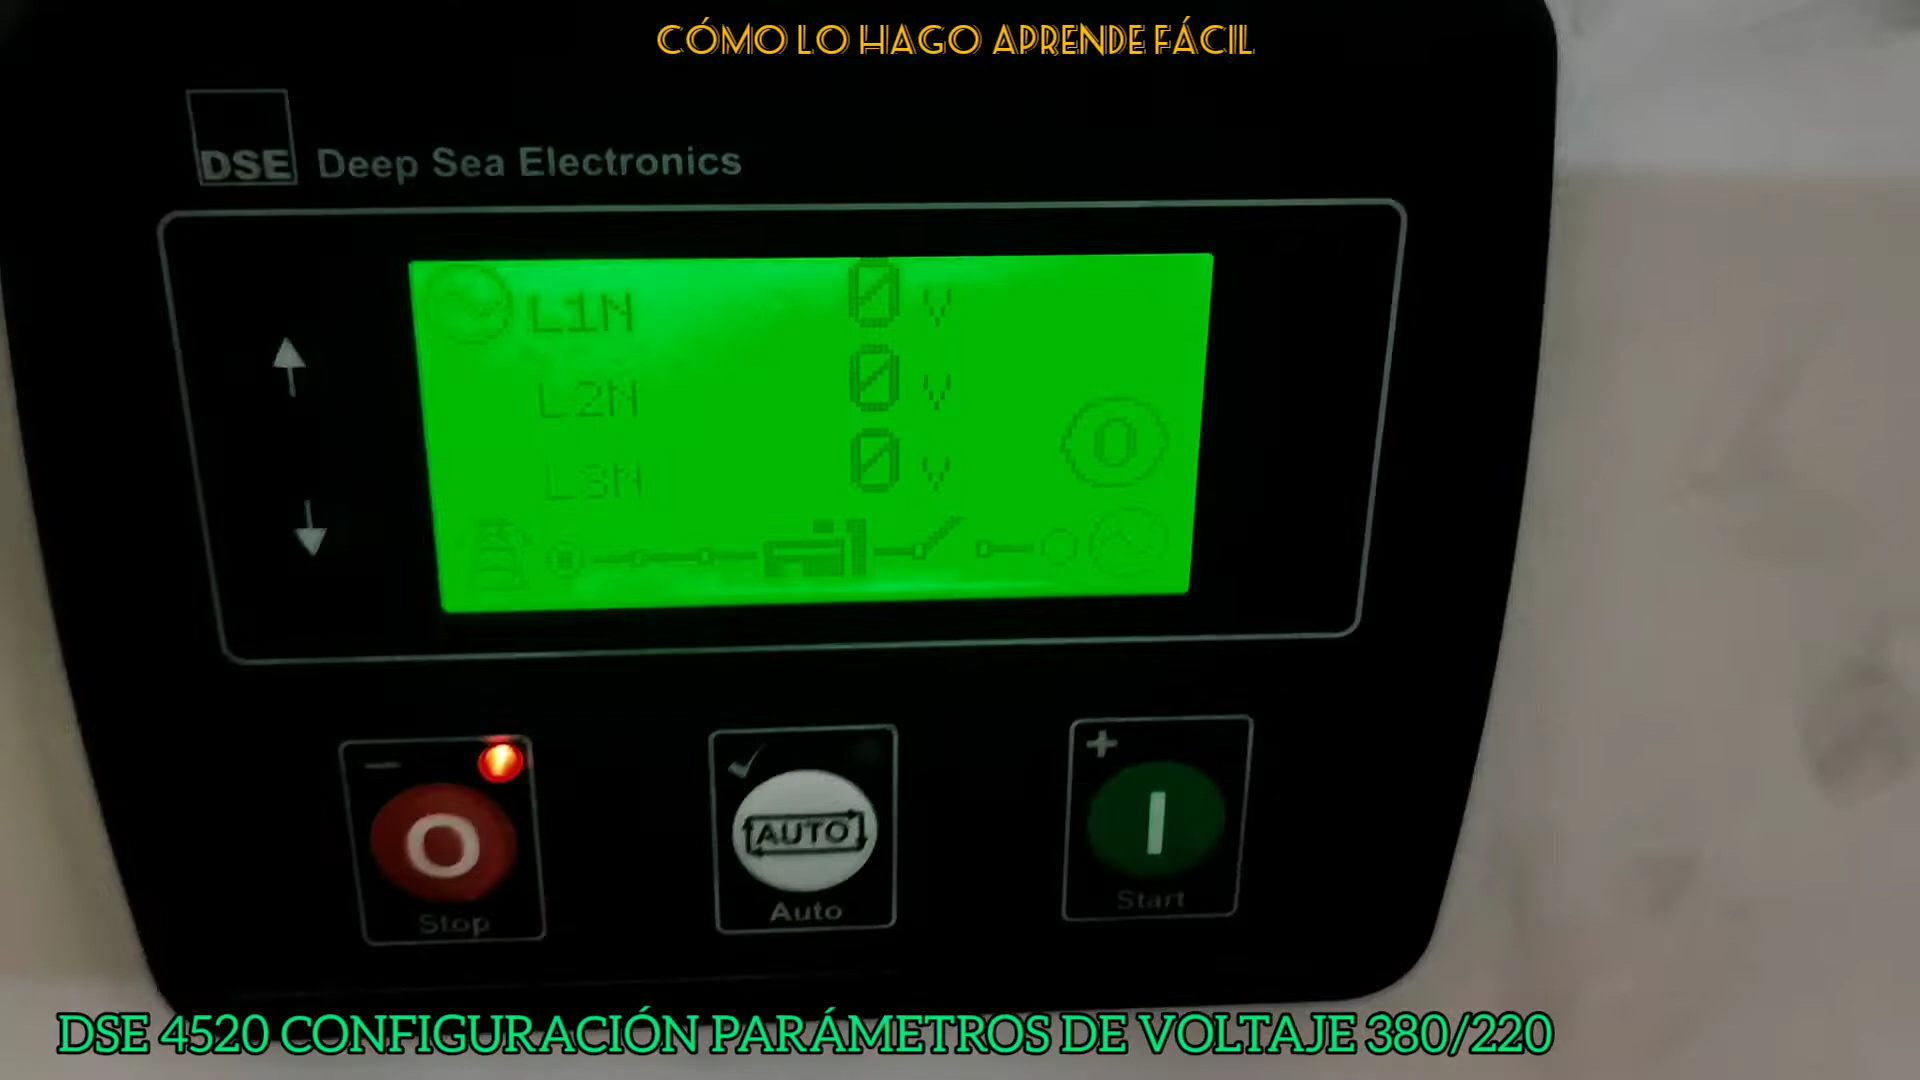 CÓMO LO HAGO APRENDE FÁCIL
DSE Deep Sea Electronics
L1N 0 V
L2N 0 V
L3N 0 V
0
− ✓ +
O AUTO I
Stop Auto Start
DSE 4520 CONFIGURACIÓN PARÁMETROS DE VOLTAJE 380/220